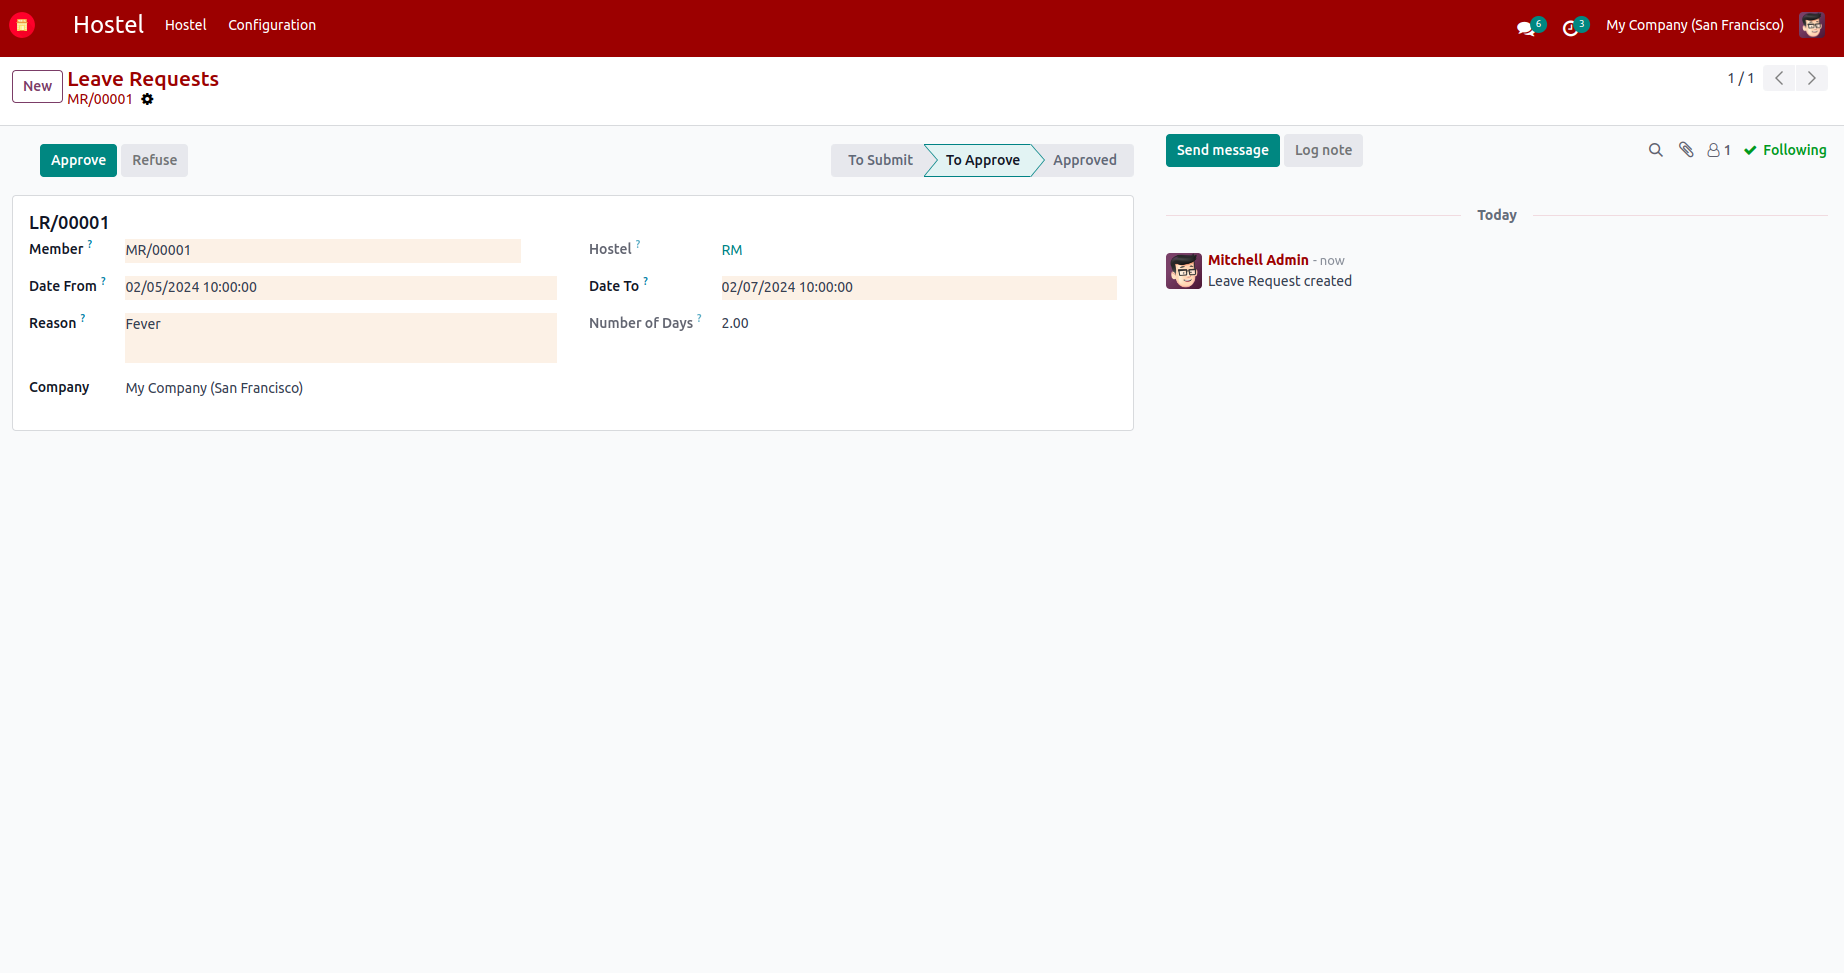 Hostel Hostel Configuration 6 3 My Company (San Francisco)
New Leave Requests 1 / 1
MR/00001
Approve Refuse To Submit To Approve Approved
Send message Log note 1 Following
LR/00001
Member ? MR/00001 Hostel ? RM
Date From ? 02/05/2024 10:00:00 Date To ? 02/07/2024 10:00:00
Reason ? Fever Number of Days ? 2.00
Company My Company (San Francisco)
Today
Mitchell Admin - now
Leave Request created